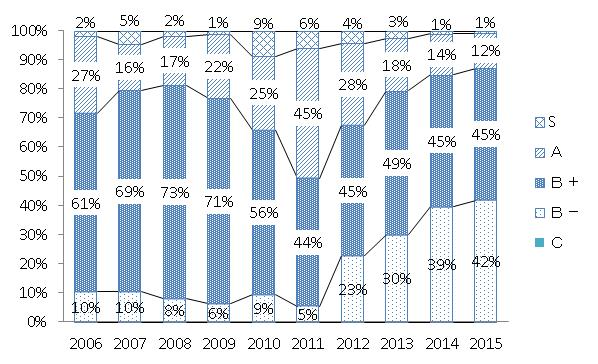 2% 5% 2% 1% 9% 6% 4% 3% 1% 1%
100%
90%
80%
70%
60%
50%
40%
30%
20%
10%
0%
27% 16% 17% 22% 25% 45% 28% 18% 14% 12%
61% 69% 73% 71% 56% 44% 45% 49% 45% 45%
10% 10% 8% 6% 9% 5% 23% 30% 39% 42%
2006 2007 2008 2009 2010 2011 2012 2013 2014 2015
S
A
B +
B −
C